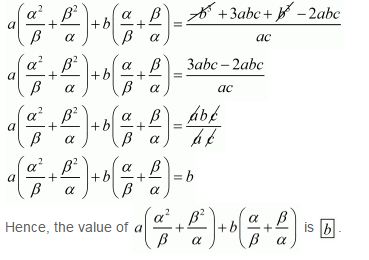 a(α²/β + β²/α) + b(α/β + β/α) = (-b³ + 3abc + b³ - 2abc)/ac
a(α²/β + β²/α) + b(α/β + β/α) = (3abc - 2abc)/ac
a(α²/β + β²/α) + b(α/β + β/α) = abc/ac
a(α²/β + β²/α) + b(α/β + β/α) = b
Hence, the value of a(α²/β + β²/α) + b(α/β + β/α) is b.